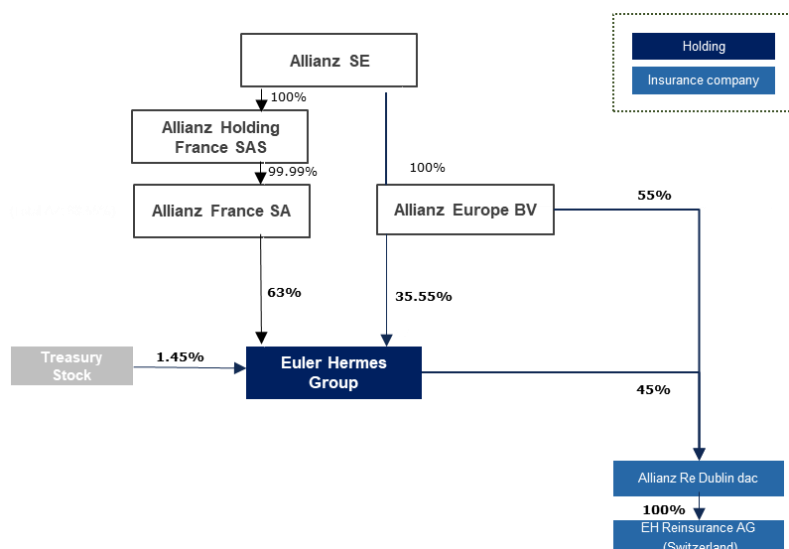 Allianz SE
Holding
Insurance company
100%
Allianz Holding
France SAS
99.99%
100%
Allianz France SA
Allianz Europe BV
55%
63%
35.55%
Treasury
Stock
1.45%
Euler Hermes
Group
45%
Allianz Re Dublin dac
100%
EH Reinsurance AG
(Switzerland)